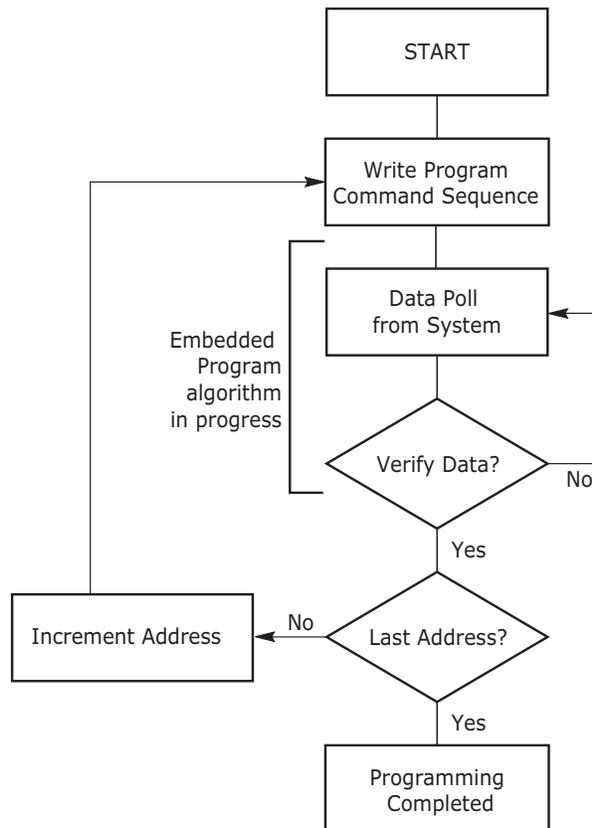 START
Write Program
Command Sequence
Data Poll
from System
Embedded
Program
algorithm
in progress
Verify Data?
No
Yes
Increment Address
No
Last Address?
Yes
Programming
Completed